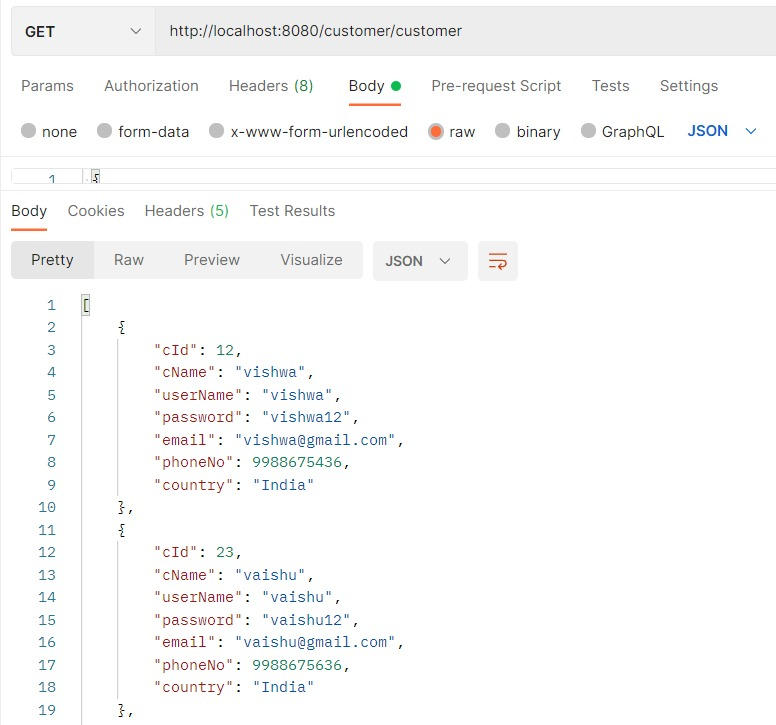 GET http://localhost:8080/customer/customer
Params Authorization Headers (8) Body Pre-request Script Tests Settings
none form-data x-www-form-urlencoded raw binary GraphQL JSON
1 {
Body Cookies Headers (5) Test Results
Pretty Raw Preview Visualize JSON
1 [
2 {
3 "cId": 12,
4 "cName": "vishwa",
5 "userName": "vishwa",
6 "password": "vishwa12",
7 "email": "vishwa@gmail.com",
8 "phoneNo": 9988675436,
9 "country": "India"
10 },
11 {
12 "cId": 23,
13 "cName": "vaishu",
14 "userName": "vaishu",
15 "password": "vaishu12",
16 "email": "vaishu@gmail.com",
17 "phoneNo": 9988675636,
18 "country": "India"
19 },